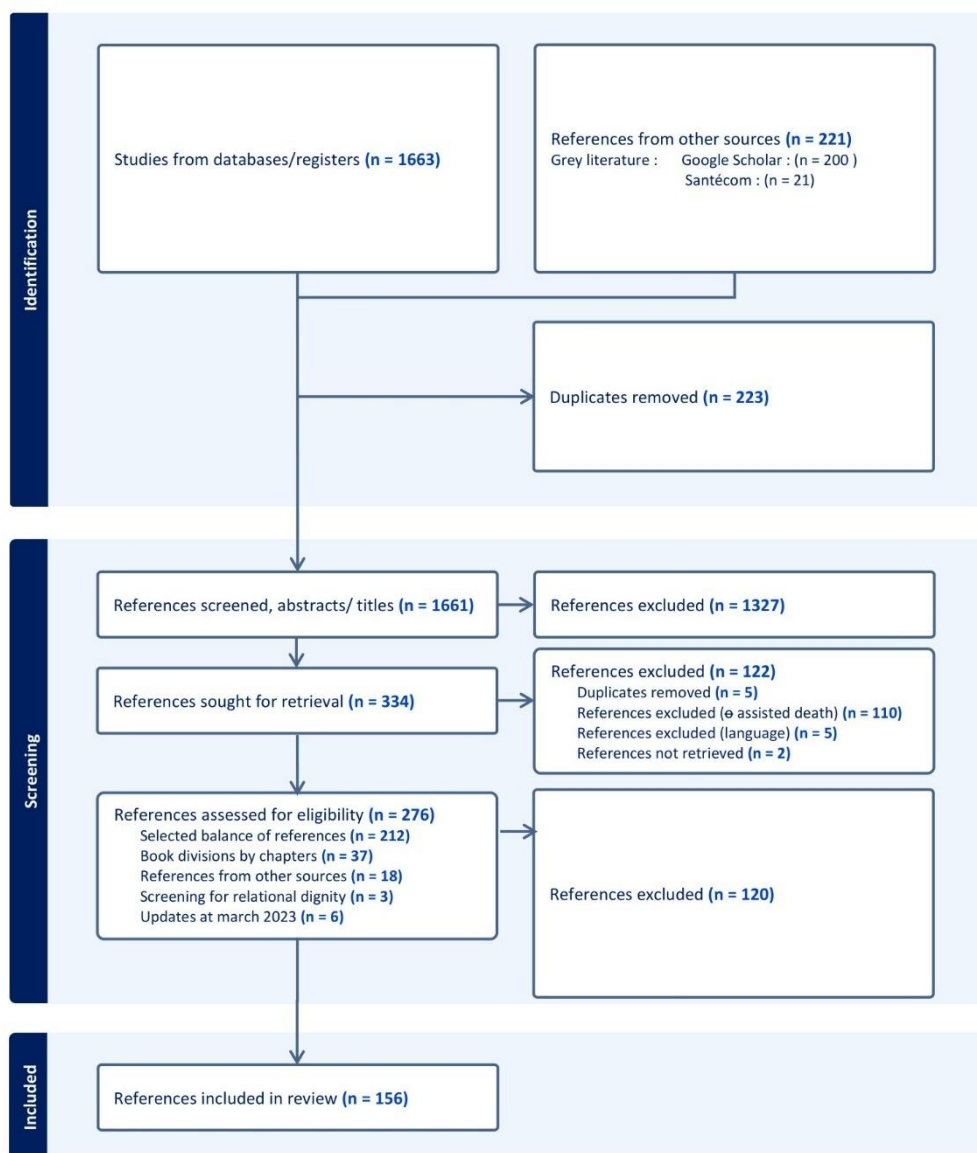 Identification
Studies from databases/registers (n = 1663)
References from other sources (n = 221)
Grey literature : Google Scholar : (n = 200 )
Santécom : (n = 21)
Duplicates removed (n = 223)
Screening
References screened, abstracts/ titles (n = 1661)
References excluded (n = 1327)
References sought for retrieval (n = 334)
References excluded (n = 122)
Duplicates removed (n = 5)
References excluded (ɵ assisted death) (n = 110)
References excluded (language) (n = 5)
References not retrieved (n = 2)
References assessed for eligibility (n = 276)
Selected balance of references (n = 212)
Book divisions by chapters (n = 37)
References from other sources (n = 18)
Screening for relational dignity (n = 3)
Updates at march 2023 (n = 6)
References excluded (n = 120)
Included
References included in review (n = 156)